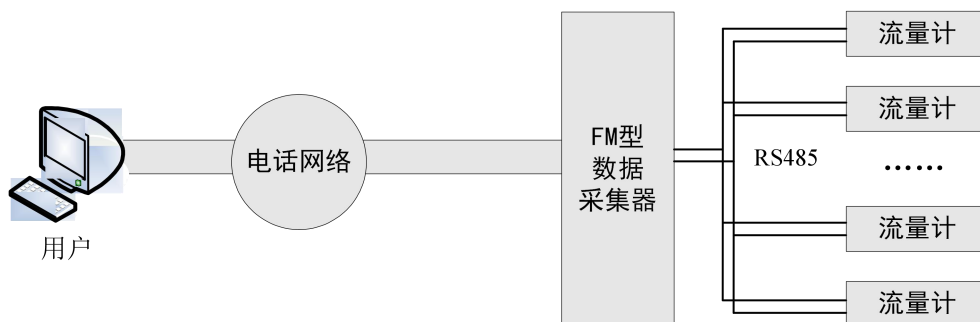 用户
电话网络
FM型
数据
采集器
RS485
流量计
流量计
......
流量计
流量计